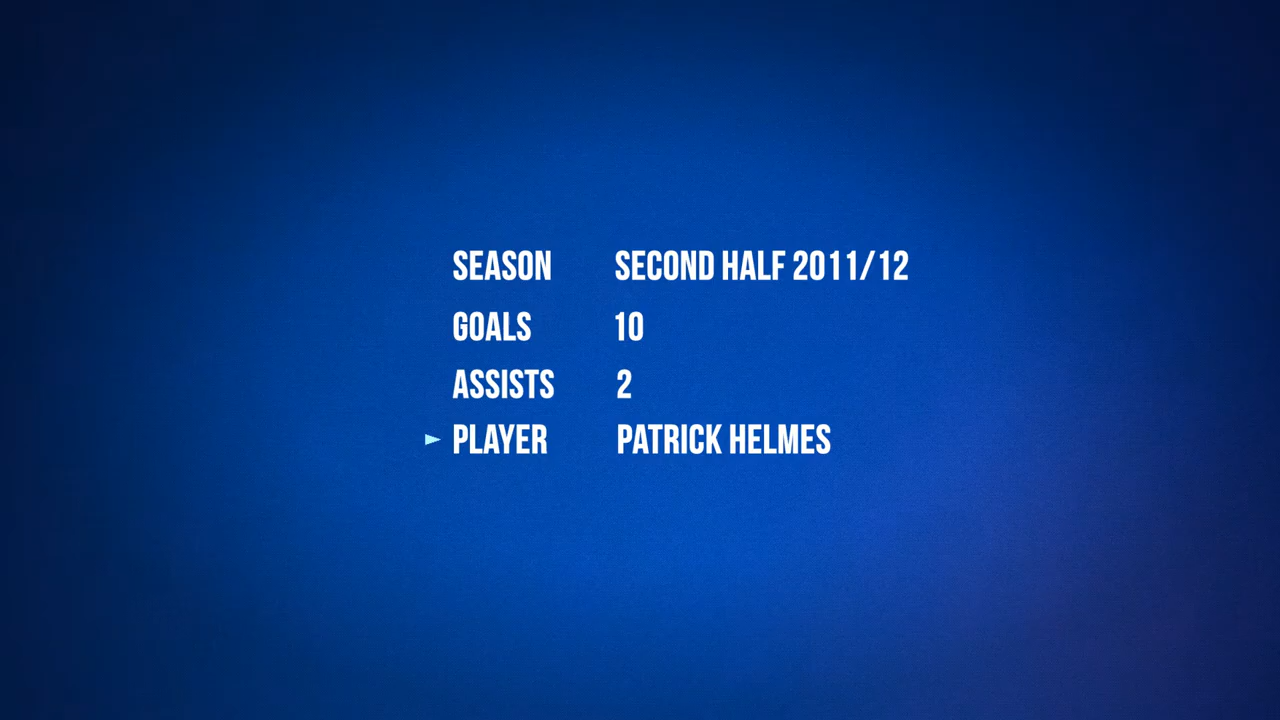 SEASON SECOND HALF 2011/12
GOALS 10
ASSISTS 2
PLAYER PATRICK HELMES